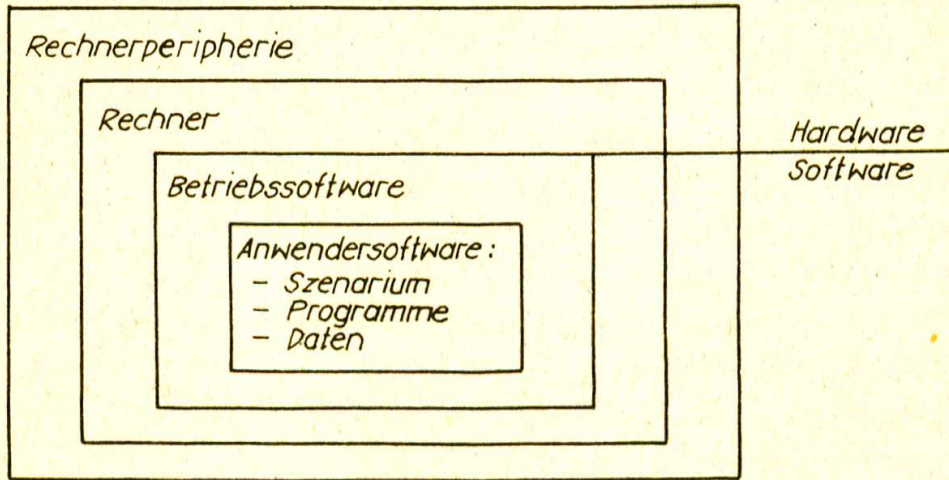 Rechnerperipherie
Rechner
Hardware
Software
Betriebssoftware
Anwendersoftware:
- Szenarium
- Programme
- Daten